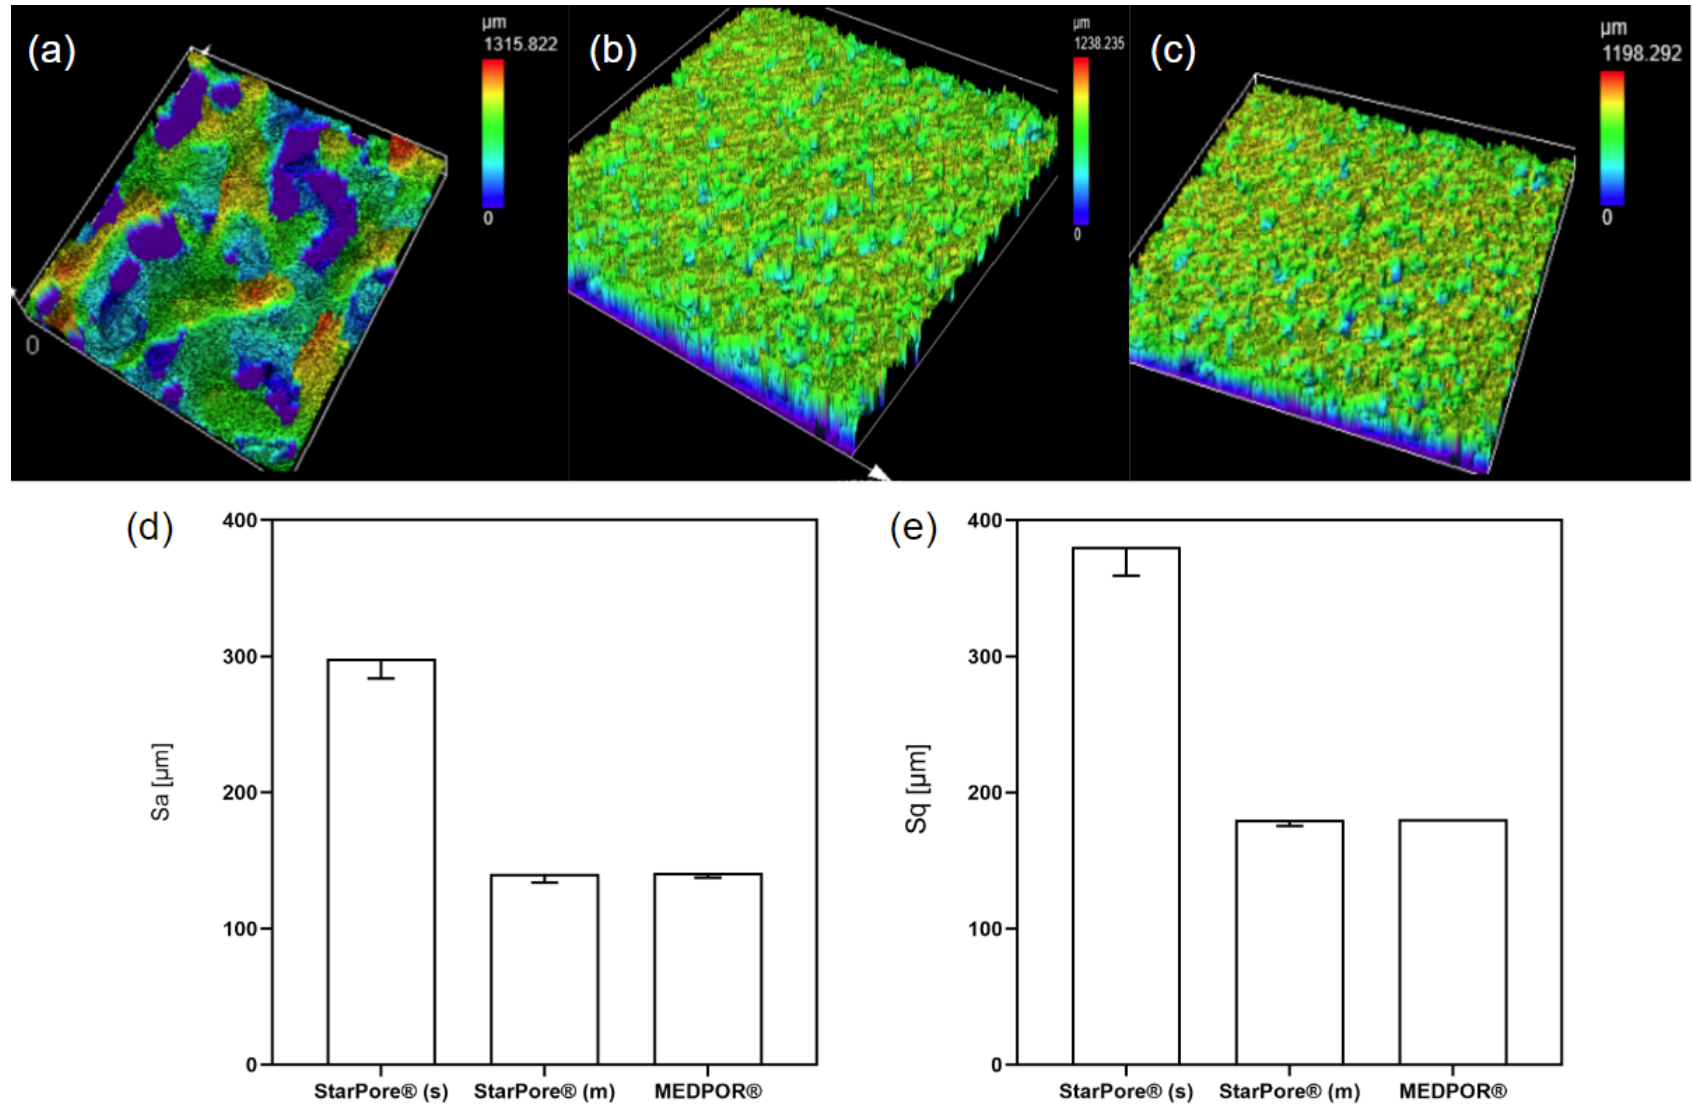 (a)
µm
1315.822
0
0
(b)
µm
1238.235
0
(c)
µm
1198.292
0
(d)
400
300
200
100
0
Sa [µm]
StarPore® (s)
StarPore® (m)
MEDPOR®
(e)
400
300
200
100
0
Sq [µm]
StarPore® (s)
StarPore® (m)
MEDPOR®